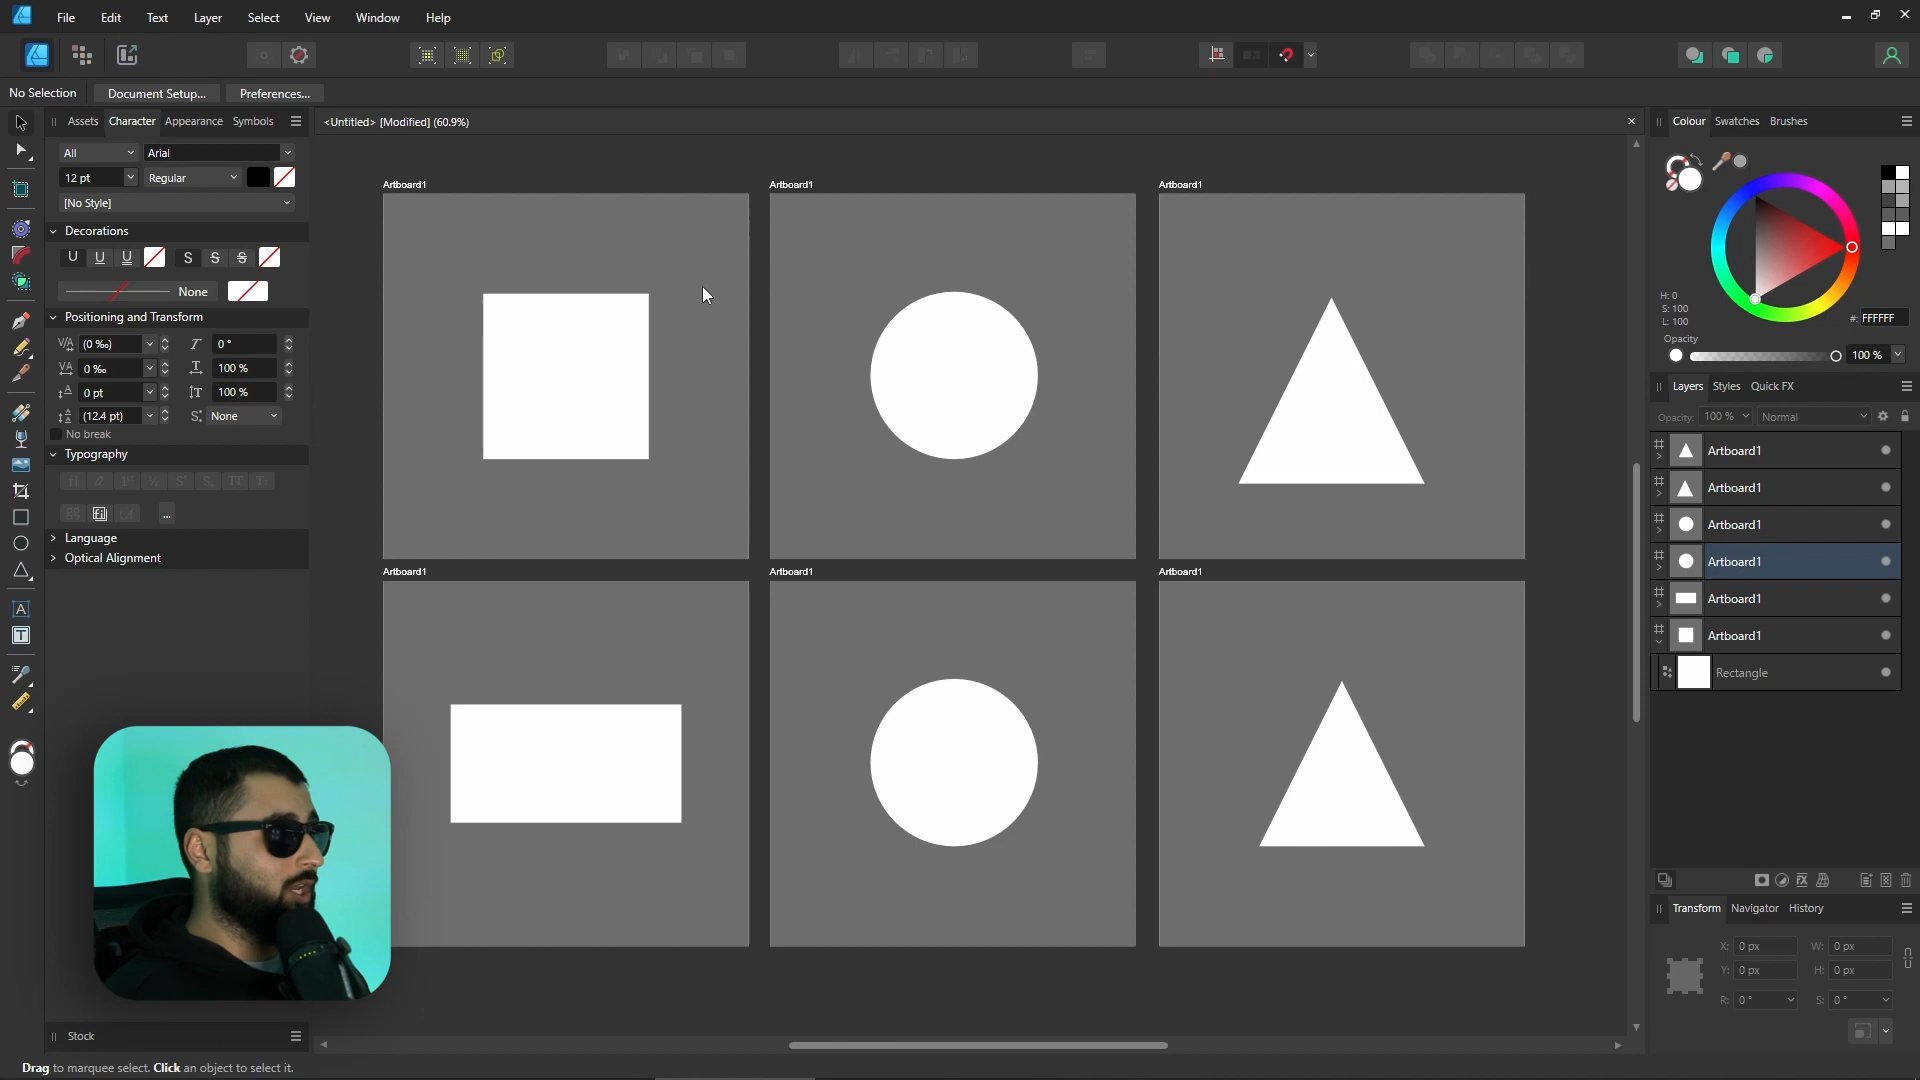 File Edit Text Layer Select View Window Help
No Selection Document Setup... Preferences...
Assets Character Appearance Symbols
<Untitled> [Modified] (60.9%)
Colour Swatches Brushes
All Arial
12 pt Regular
[No Style]
Decorations
U U U S S S
None
Positioning and Transform
(0 ‰) 0 °
0 ‰ 100 %
0 pt 100 %
(12.4 pt) S: None
No break
Typography
...
Language
Optical Alignment
Stock
Artboard1 Artboard1 Artboard1
Artboard1 Artboard1 Artboard1
H: 0
S: 100
L: 100
#: FFFFFF
Opacity
100 %
Layers Styles Quick FX
Opacity: 100 % Normal
Artboard1
Artboard1
Artboard1
Artboard1
Artboard1
Artboard1
Rectangle
Transform Navigator History
X: 0 px W: 0 px
Y: 0 px H: 0 px
R: 0 ° S: 0 °
Drag to marquee select. Click an object to select it.